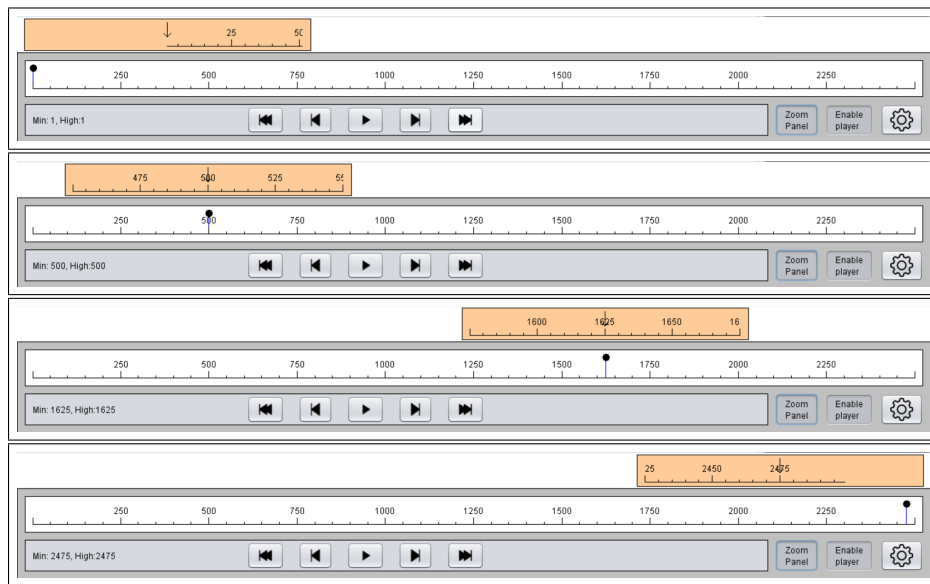 25 50
250 500 750 1000 1250 1500 1750 2000 2250
Min: 1, High:1
Zoom Panel
Enable player
475 500 525 55
250 500 750 1000 1250 1500 1750 2000 2250
Min: 500, High:500
Zoom Panel
Enable player
1600 1625 1650 16
250 500 750 1000 1250 1500 1750 2000 2250
Min: 1625, High:1625
Zoom Panel
Enable player
25 2450 2475
250 500 750 1000 1250 1500 1750 2000 2250
Min: 2475, High:2475
Zoom Panel
Enable player